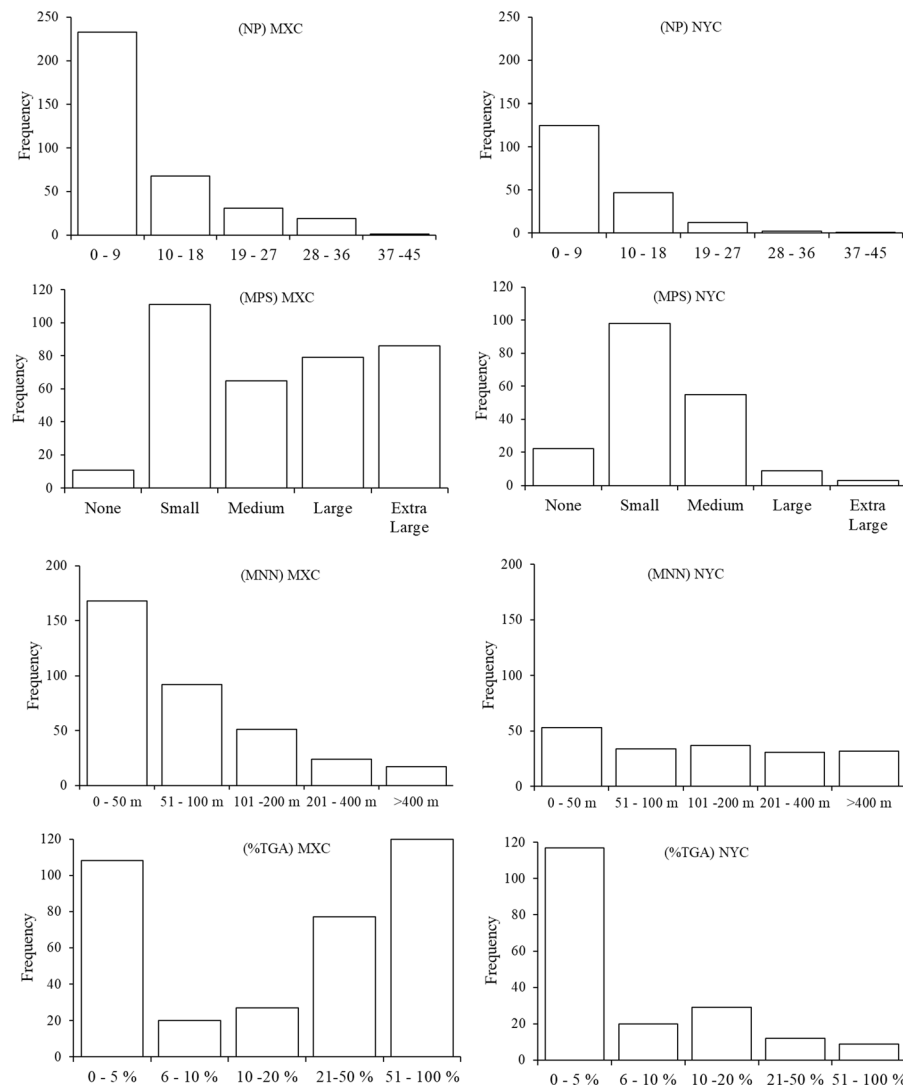 (NP) MXC
Frequency
250
200
150
100
50
0
0 - 9 10 - 18 19 - 27 28 - 36 37 -45
(NP) NYC
Frequency
250
200
150
100
50
0
0 - 9 10 - 18 19 - 27 28 - 36 37 -45
(MPS) MXC
Frequency
120
100
80
60
40
20
0
None Small Medium Large Extra
Large
(MPS) NYC
Frequency
120
100
80
60
40
20
0
None Small Medium Large Extra
Large
(MNN) MXC
Frequency
200
150
100
50
0
0 - 50 m 51 - 100 m 101 -200 m 201 - 400 m >400 m
(MNN) NYC
Frequency
200
150
100
50
0
0 - 50 m 51 - 100 m 101 -200 m 201 - 400 m >400 m
(%TGA) MXC
Frequency
120
100
80
60
40
20
0
0 - 5 % 6 - 10 % 10 -20 % 21-50 % 51 - 100 %
(%TGA) NYC
Frequency
120
100
80
60
40
20
0
0 - 5 % 6 - 10 % 10 -20 % 21-50 % 51 - 100 %